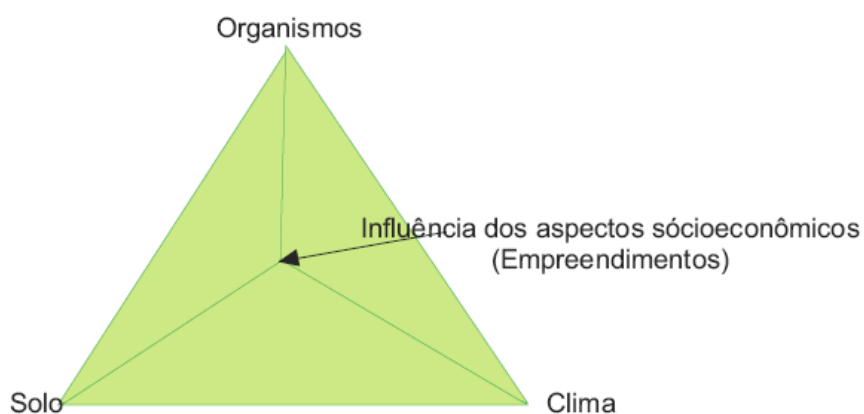 Organismos
Influência dos aspectos sócioeconômicos
(Empreendimentos)
Solo
Clima